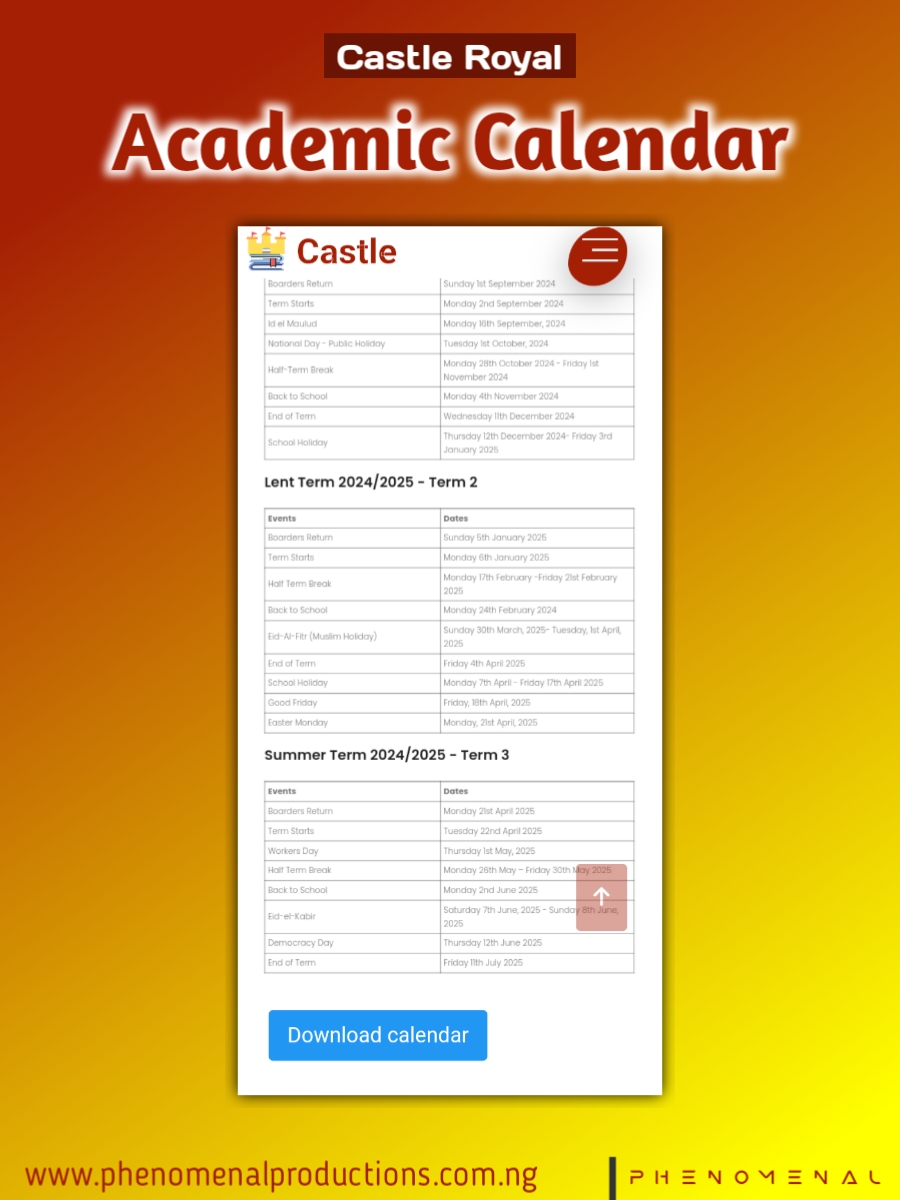 Castle Royal
Academic Calendar
Castle
Boarders Return Sunday 1st September 2024
Term Starts Monday 2nd September 2024
Id el Maulud Monday 16th September, 2024
National Day - Public Holiday Tuesday 1st October, 2024
Half-Term Break Monday 28th October 2024 - Friday 1st
November 2024
Back to School Monday 4th November 2024
End of Term Wednesday 11th December 2024
School Holiday Thursday 12th December 2024- Friday 3rd
January 2025
Lent Term 2024/2025 - Term 2
Events Dates
Boarders Return Sunday 5th January 2025
Term Starts Monday 6th January 2025
Half Term Break Monday 17th February -Friday 21st February
2025
Back to School Monday 24th February 2024
Eid-Al-Fitr (Muslim Holiday) Sunday 30th March, 2025- Tuesday, 1st April,
2025
End of Term Friday 4th April 2025
School Holiday Monday 7th April - Friday 17th April 2025
Good Friday Friday, 18th April, 2025
Easter Monday Monday, 21st April, 2025
Summer Term 2024/2025 - Term 3
Events Dates
Boarders Return Monday 21st April 2025
Term Starts Tuesday 22nd April 2025
Workers Day Thursday 1st May, 2025
Half Term Break Monday 26th May – Friday 30th May 2025
Back to School Monday 2nd June 2025
Eid-el-Kabir Saturday 7th June, 2025 - Sunday 8th June,
2025
Democracy Day Thursday 12th June 2025
End of Term Friday 11th July 2025
Download calendar
www.phenomenalproductions.com.ng
PHENOMENAL